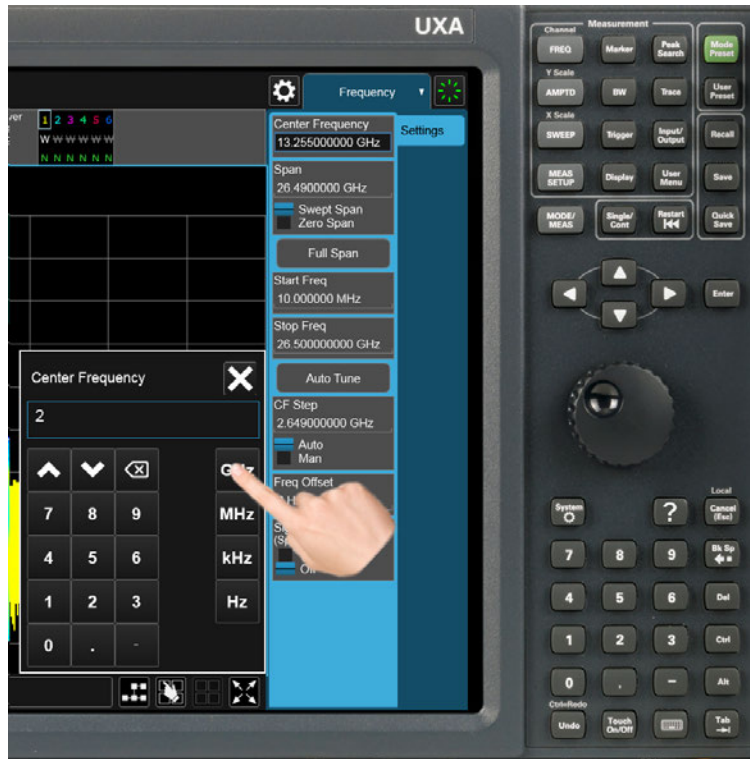 UXA
Frequency
ver
1 2 3 4 5 6
W W W W W W
N N N N N N
Center Frequency
13.255000000 GHz
Settings
Span
26.4900000 GHz
Swept Span
Zero Span
Full Span
Start Freq
10.000000 MHz
Stop Freq
26.500000000 GHz
Auto Tune
CF Step
2.649000000 GHz
Auto
Man
Freq Offset
Center Frequency
2
7 8 9 MHz
4 5 6 kHz
1 2 3 Hz
0 . -
Measurement
Channel
FREQ Marker Peak Search Mode Preset
Y Scale
AMPTD BW Trace User Preset
X Scale
SWEEP Trigger Input/ Output Recall
MEAS SETUP Display User Menu Save
MODE/ MEAS Single/ Cont Restart Quick Save
Enter
Local
System ? Cancel (Esc)
7 8 9 Bk Sp
4 5 6 Del
1 2 3 Ctrl
0 . - Alt
Ctrl=Redo
Undo Touch On/Off Tab